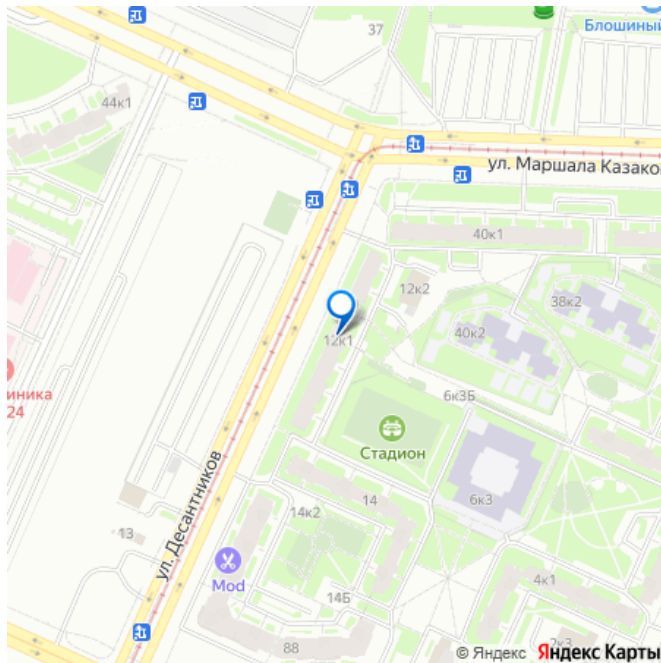 37
Блошиный
44к1
ул. Маршала Казаков
40к1
12к2
38к2
12к1
40к2
иника
24
6к3Б
Стадион
ул. Десантников
14
6к3
14к2
13
Mod
4к1
14Б
88
2к3
© Яндекс Яндекс Карты